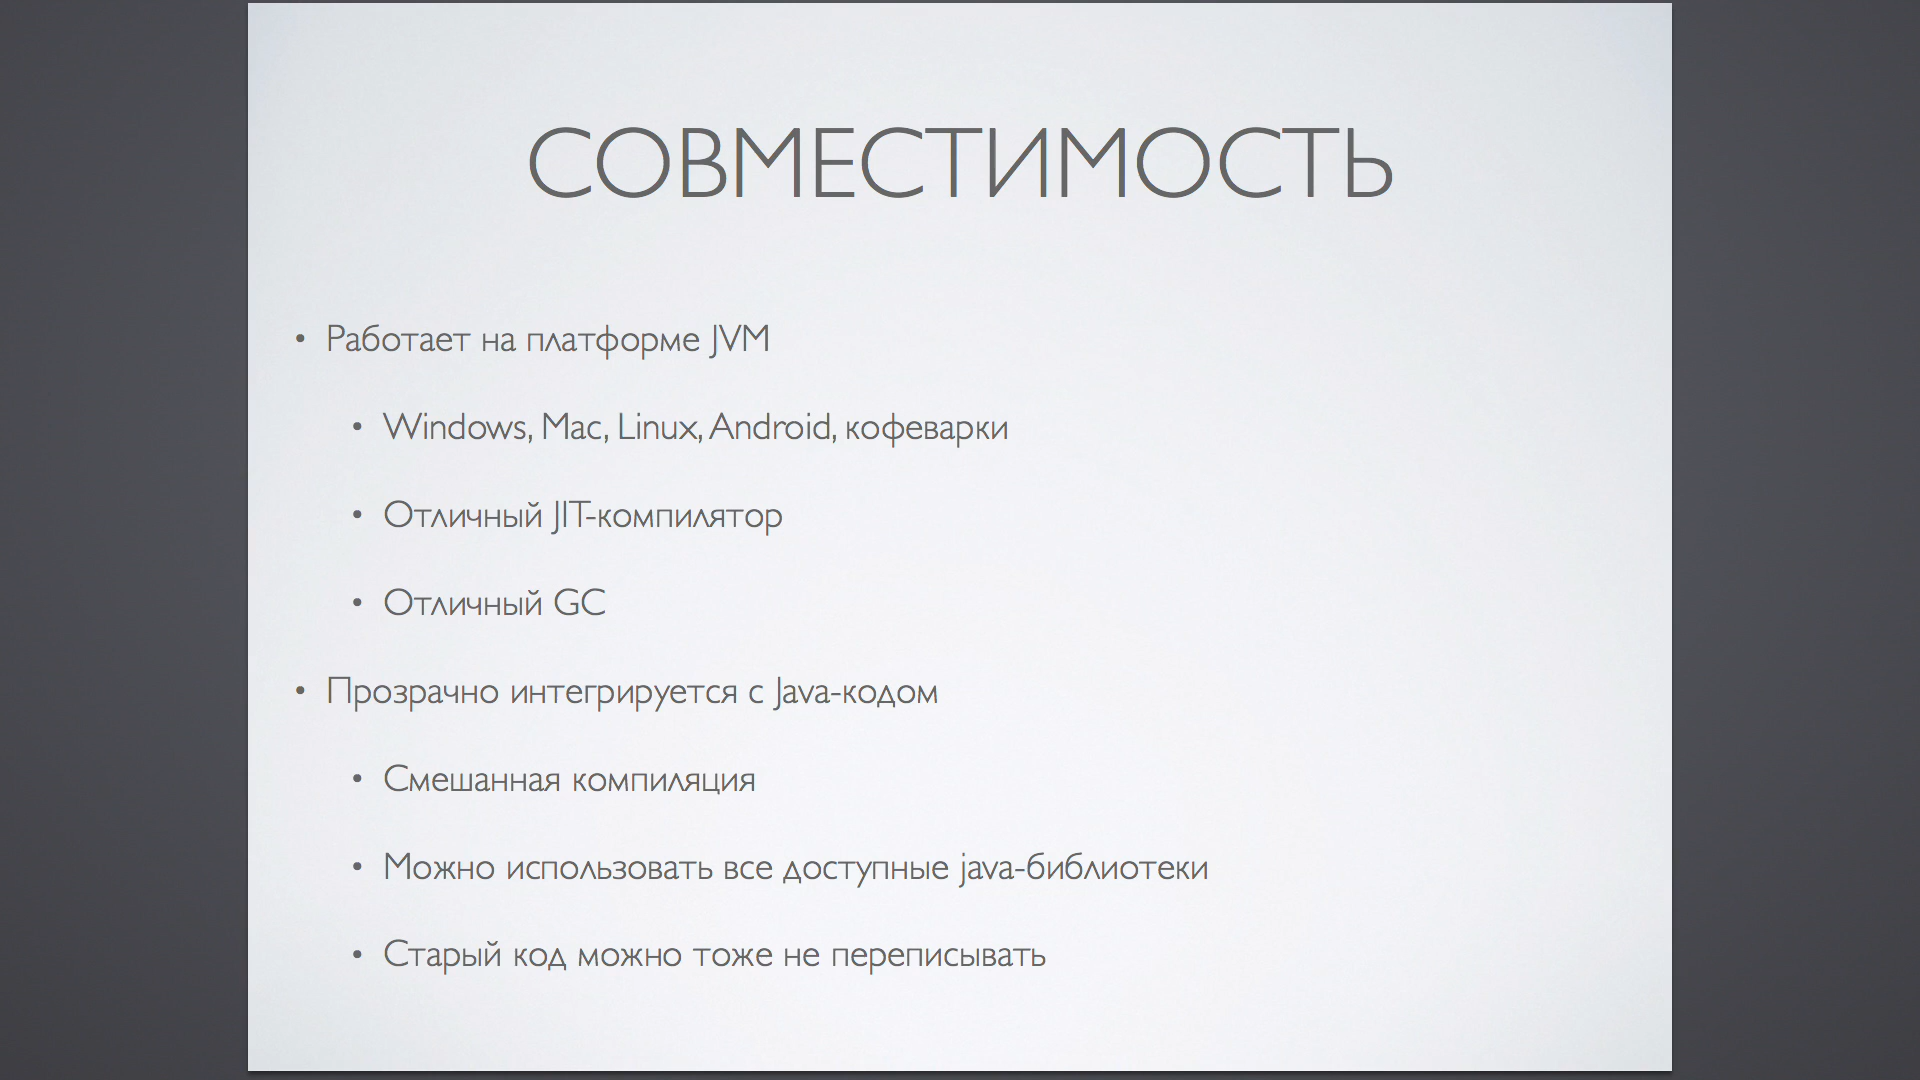 СОВМЕСТИМОСТЬ
• Работает на платформе JVM
• Windows, Mac, Linux, Android, кофеварки
• Отличный JIT-компилятор
• Отличный GC
• Прозрачно интегрируется с Java-кодом
• Смешанная компиляция
• Можно использовать все доступные java-библиотеки
• Старый код можно тоже не переписывать